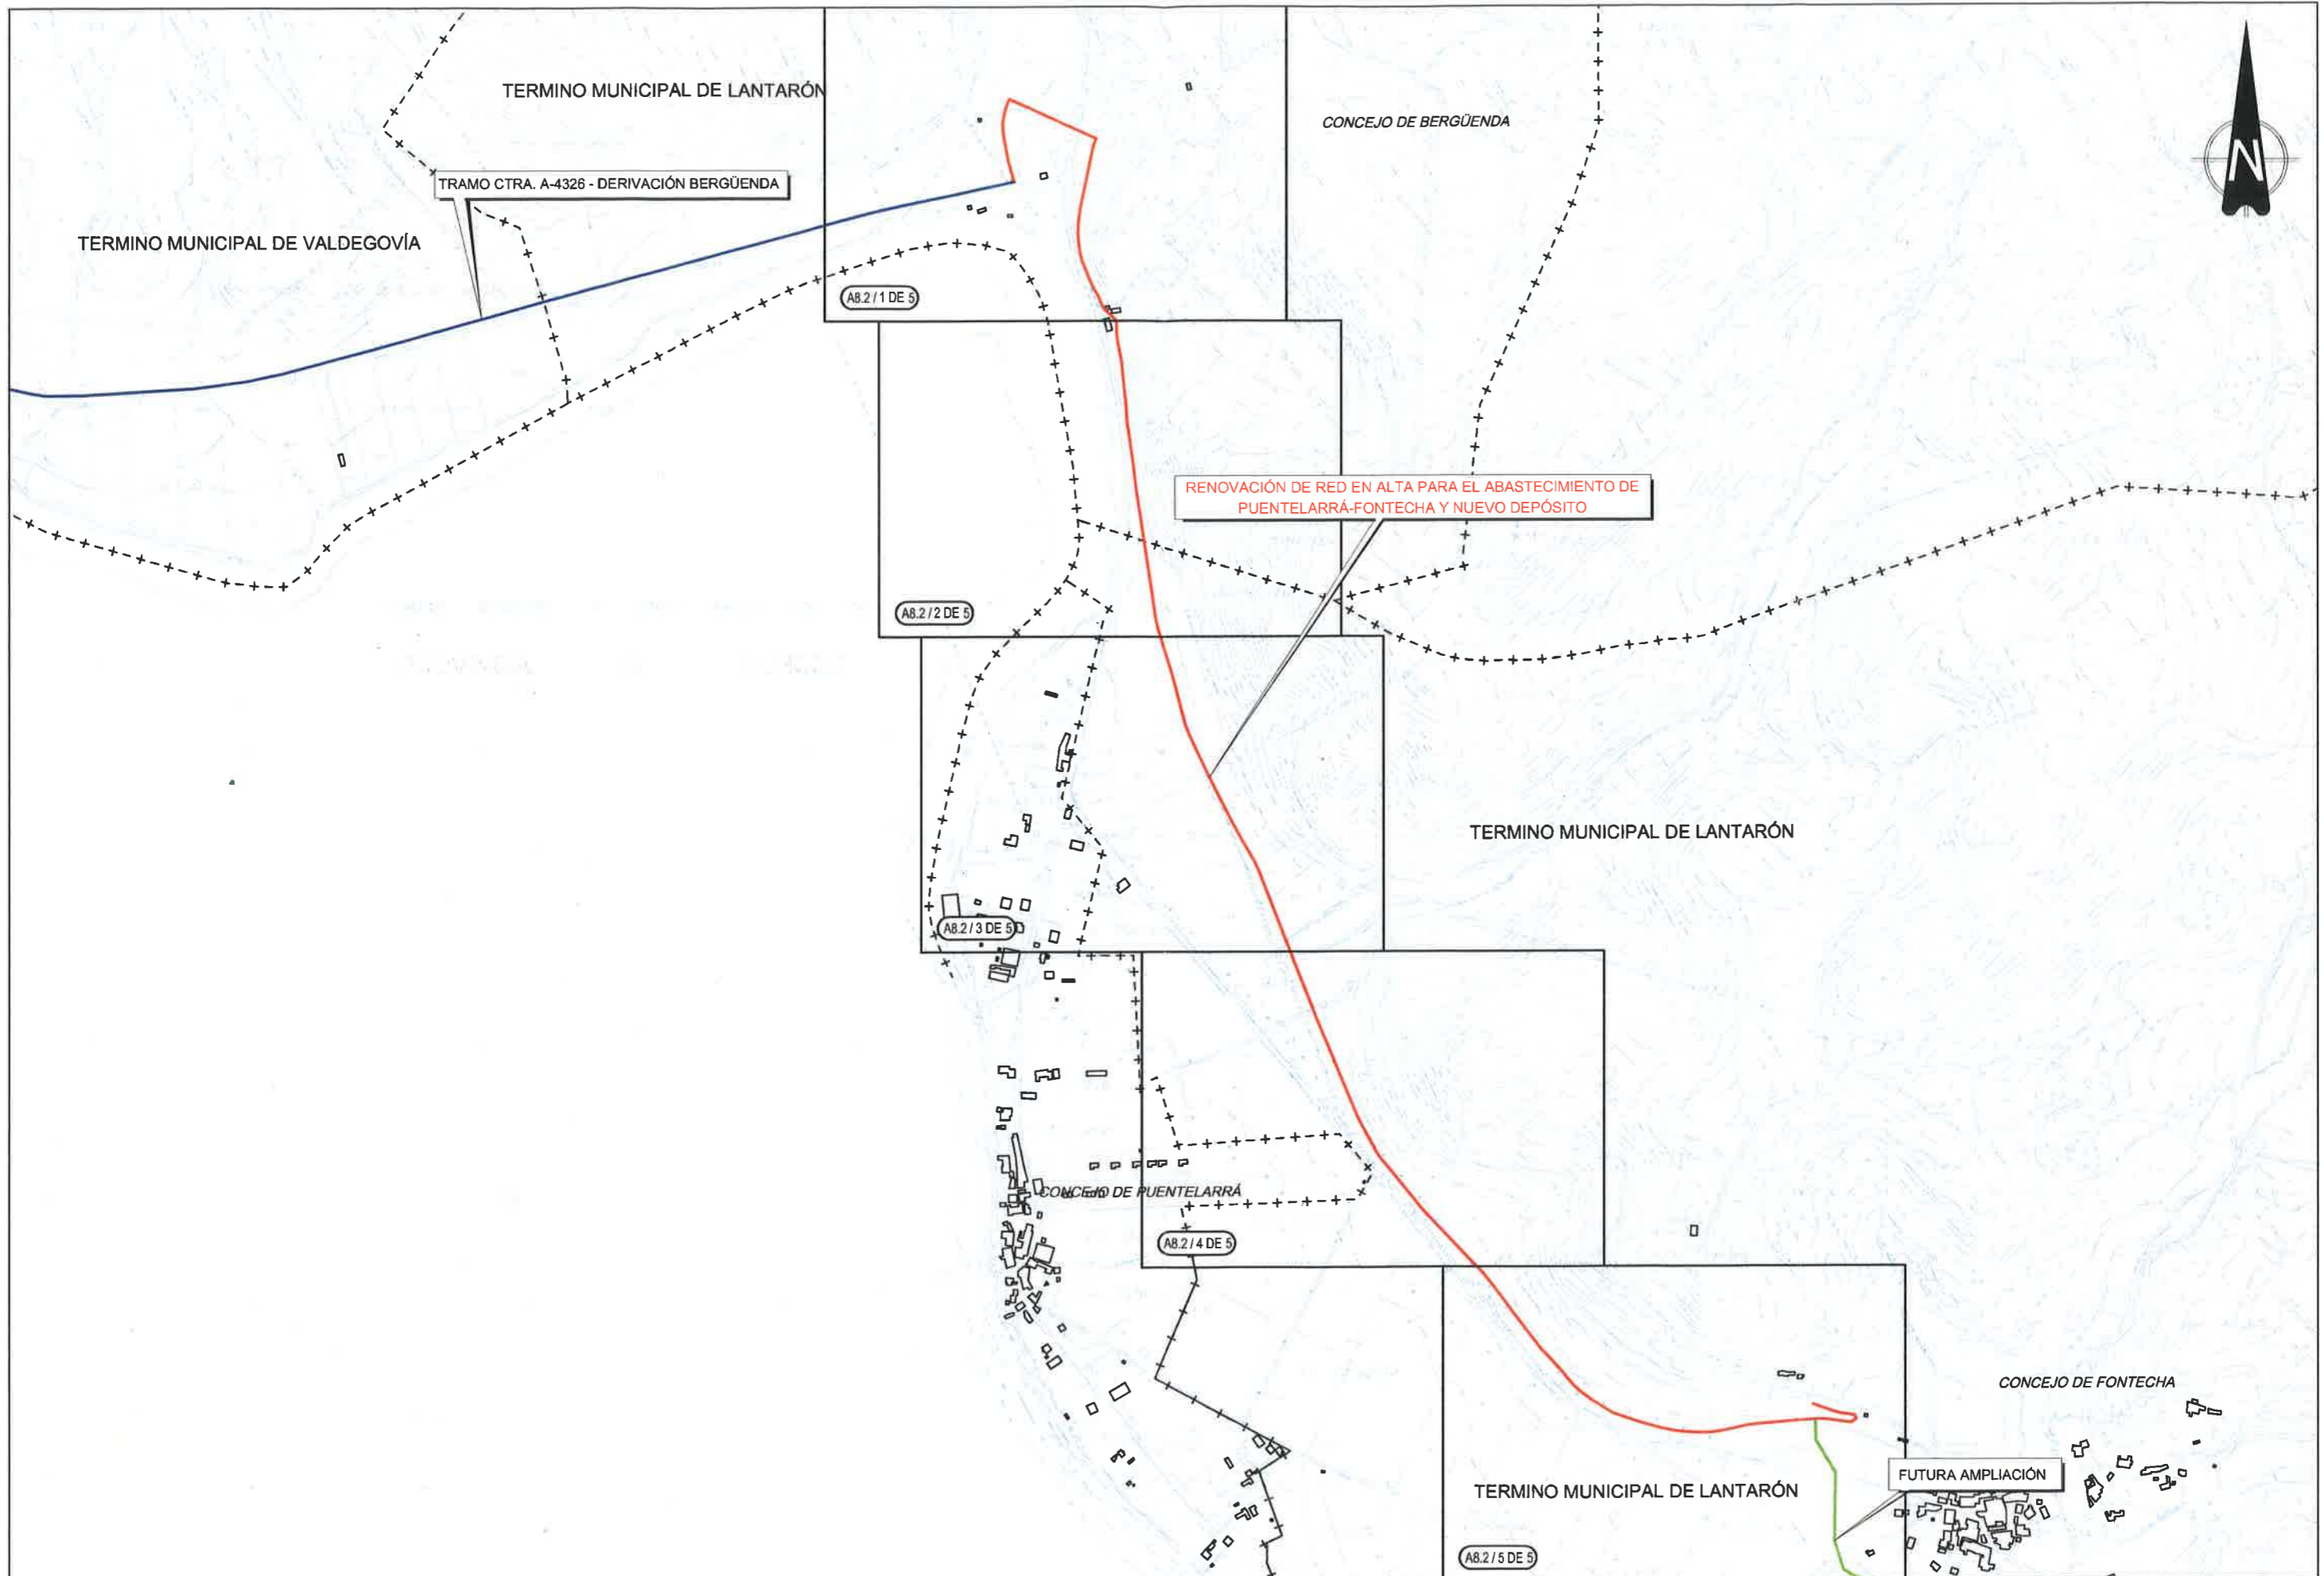 TERMINO MUNICIPAL DE LANTARÓN
CONCEJO DE BERGÜENDA
N
TRAMO CTRA. A-4326 - DERIVACIÓN BERGÜENDA
TERMINO MUNICIPAL DE VALDEGOVÍA
A8.2 / 1 DE 5
RENOVACIÓN DE RED EN ALTA PARA EL ABASTECIMIENTO DE
PUENTELARRÁ-FONTECHA Y NUEVO DEPÓSITO
A8.2 / 2 DE 5
TERMINO MUNICIPAL DE LANTARÓN
A8.2 / 3 DE 5
CONCEJO DE PUENTELARRÁ
A8.2 / 4 DE 5
CONCEJO DE FONTECHA
FUTURA AMPLIACIÓN
TERMINO MUNICIPAL DE LANTARÓN
A8.2 / 5 DE 5